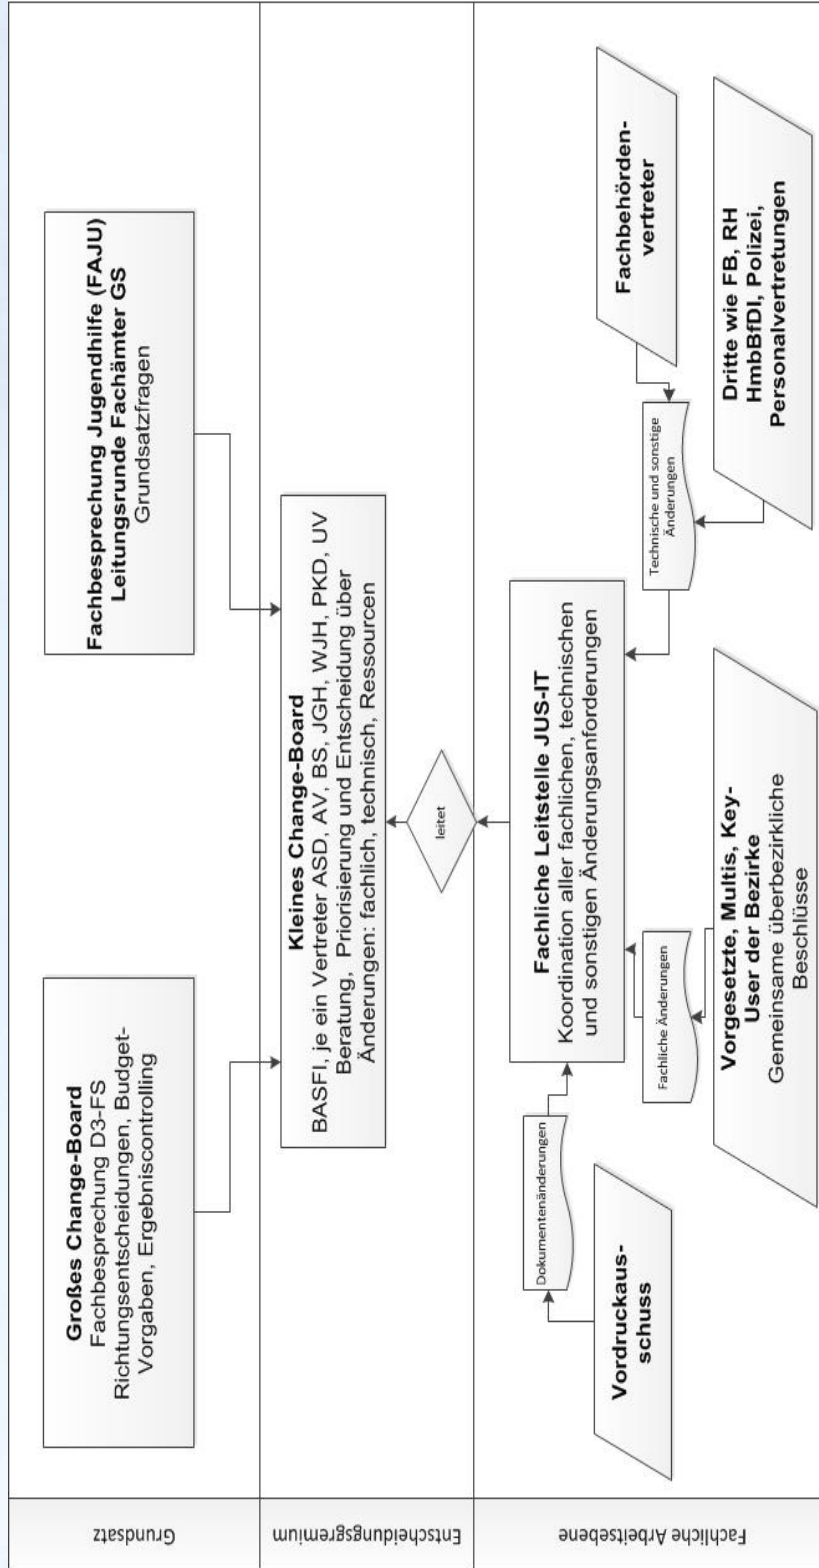 Grundsatz
Großes Change-Board
Fachbesprechung D3-FS
Richtungsentscheidungen, Budget-
Vorgaben, Ergebniscontrolling
Fachbesprechung Jugendhilfe (FAJU)
Leitungsrunde Fachämter GS
Grundsatzfragen
Entscheidungsgremium
Kleines Change-Board
BASFI, je ein Vertreter ASD, AV, BS, JGH, WJH, PKD, UV
Beratung, Priorisierung und Entscheidung über
Änderungen: fachlich, technisch, Ressourcen
leitet
Fachliche Arbeitsebene
Fachliche Leitstelle JUS-IT
Koordination aller fachlichen, technischen
und sonstigen Änderungsanforderungen
Dokumentenänderungen
Vordruckaus-
schuss
Fachliche Änderungen
Vorgesetzte, Multis, Key-
User der Bezirke
Gemeinsame überbezirkliche
Beschlüsse
Technische und sonstige
Änderungen
Fachbehörden-
vertreter
Dritte wie FB, RH
HmbBfDI, Polizei,
Personalvertretungen